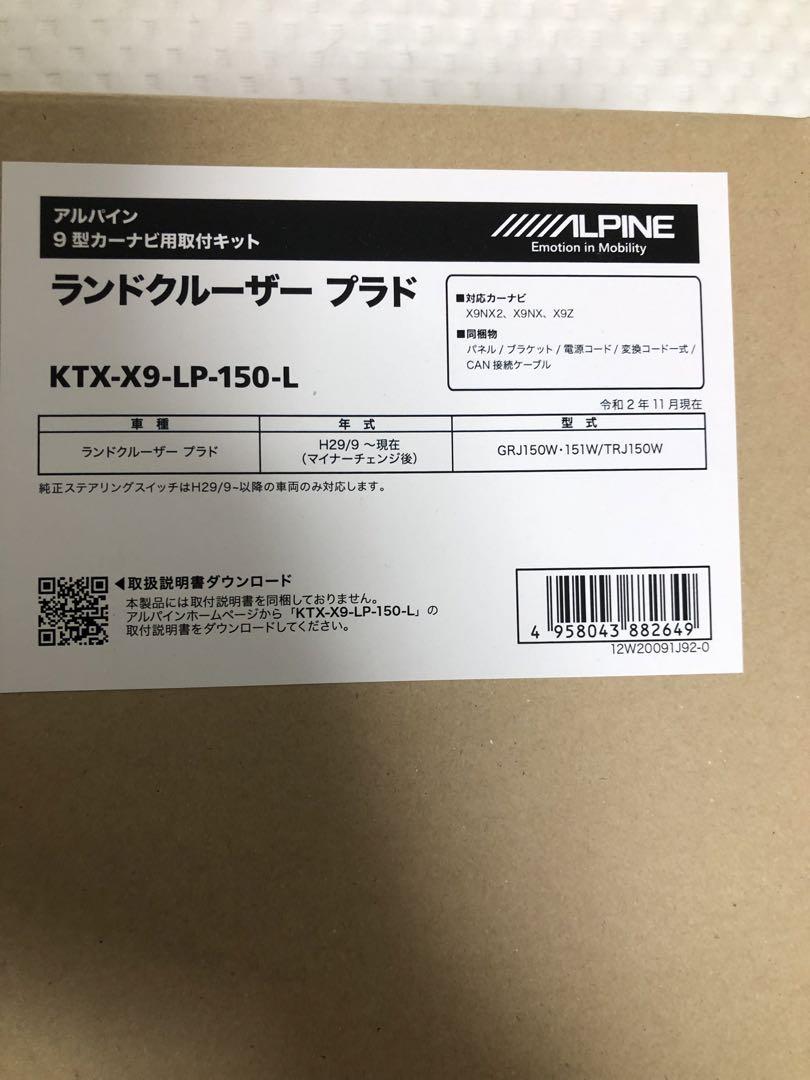 アルパイン
9型カーナビ用取付キット
ALPINE
Emotion in Mobility
ランドクルーザー プラド
KTX-X9-LP-150-L
■対応カーナビ
X9NX2、X9NX、X9Z
■同梱物
パネル / ブラケット / 電源コード / 変換コード一式 /
CAN 接続ケーブル
令和 2 年 11 月現在
車種 年式 型式
ランドクルーザー プラド H29/9 ～現在 GRJ150W・151W/TRJ150W
（マイナーチェンジ後）
純正ステアリングスイッチはH29/9~以降の車両のみ対応します。
◀取扱説明書ダウンロード
本製品には取付説明書を同梱しておりません。
アルパインホームページから「KTX-X9-LP-150-L」の
取付説明書をダウンロードしてください。
4 958043 882649
12W20091J92-0